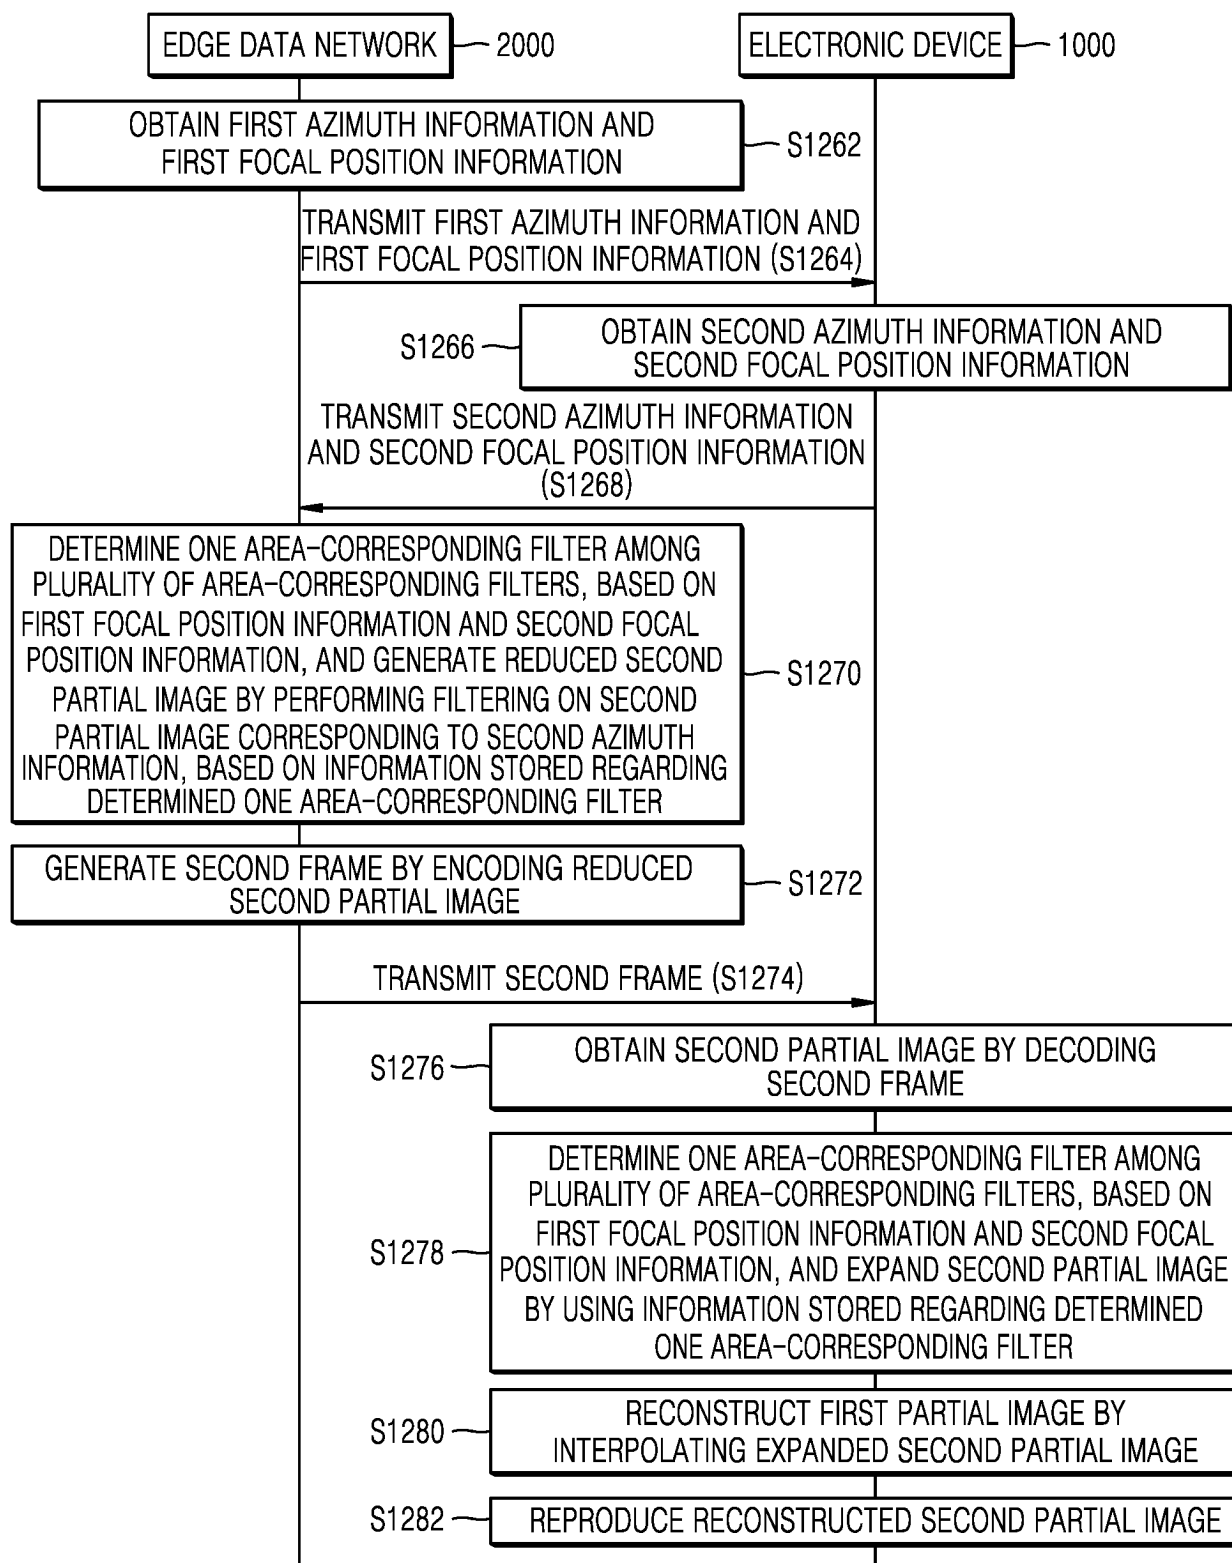 EDGE DATA NETWORK 2000
ELECTRONIC DEVICE 1000
OBTAIN FIRST AZIMUTH INFORMATION AND
FIRST FOCAL POSITION INFORMATION
S1262
TRANSMIT FIRST AZIMUTH INFORMATION AND
FIRST FOCAL POSITION INFORMATION (S1264)
S1266
OBTAIN SECOND AZIMUTH INFORMATION AND
SECOND FOCAL POSITION INFORMATION
TRANSMIT SECOND AZIMUTH INFORMATION
AND SECOND FOCAL POSITION INFORMATION
(S1268)
DETERMINE ONE AREA-CORRESPONDING FILTER AMONG
PLURALITY OF AREA-CORRESPONDING FILTERS, BASED ON
FIRST FOCAL POSITION INFORMATION AND SECOND FOCAL
POSITION INFORMATION, AND GENERATE REDUCED SECOND
PARTIAL IMAGE BY PERFORMING FILTERING ON SECOND
PARTIAL IMAGE CORRESPONDING TO SECOND AZIMUTH
INFORMATION, BASED ON INFORMATION STORED REGARDING
DETERMINED ONE AREA-CORRESPONDING FILTER
S1270
GENERATE SECOND FRAME BY ENCODING REDUCED
SECOND PARTIAL IMAGE
S1272
TRANSMIT SECOND FRAME (S1274)
S1276
OBTAIN SECOND PARTIAL IMAGE BY DECODING
SECOND FRAME
S1278
DETERMINE ONE AREA-CORRESPONDING FILTER AMONG
PLURALITY OF AREA-CORRESPONDING FILTERS, BASED ON
FIRST FOCAL POSITION INFORMATION AND SECOND FOCAL
POSITION INFORMATION, AND EXPAND SECOND PARTIAL IMAGE
BY USING INFORMATION STORED REGARDING DETERMINED
ONE AREA-CORRESPONDING FILTER
S1280
RECONSTRUCT FIRST PARTIAL IMAGE BY
INTERPOLATING EXPANDED SECOND PARTIAL IMAGE
S1282
REPRODUCE RECONSTRUCTED SECOND PARTIAL IMAGE